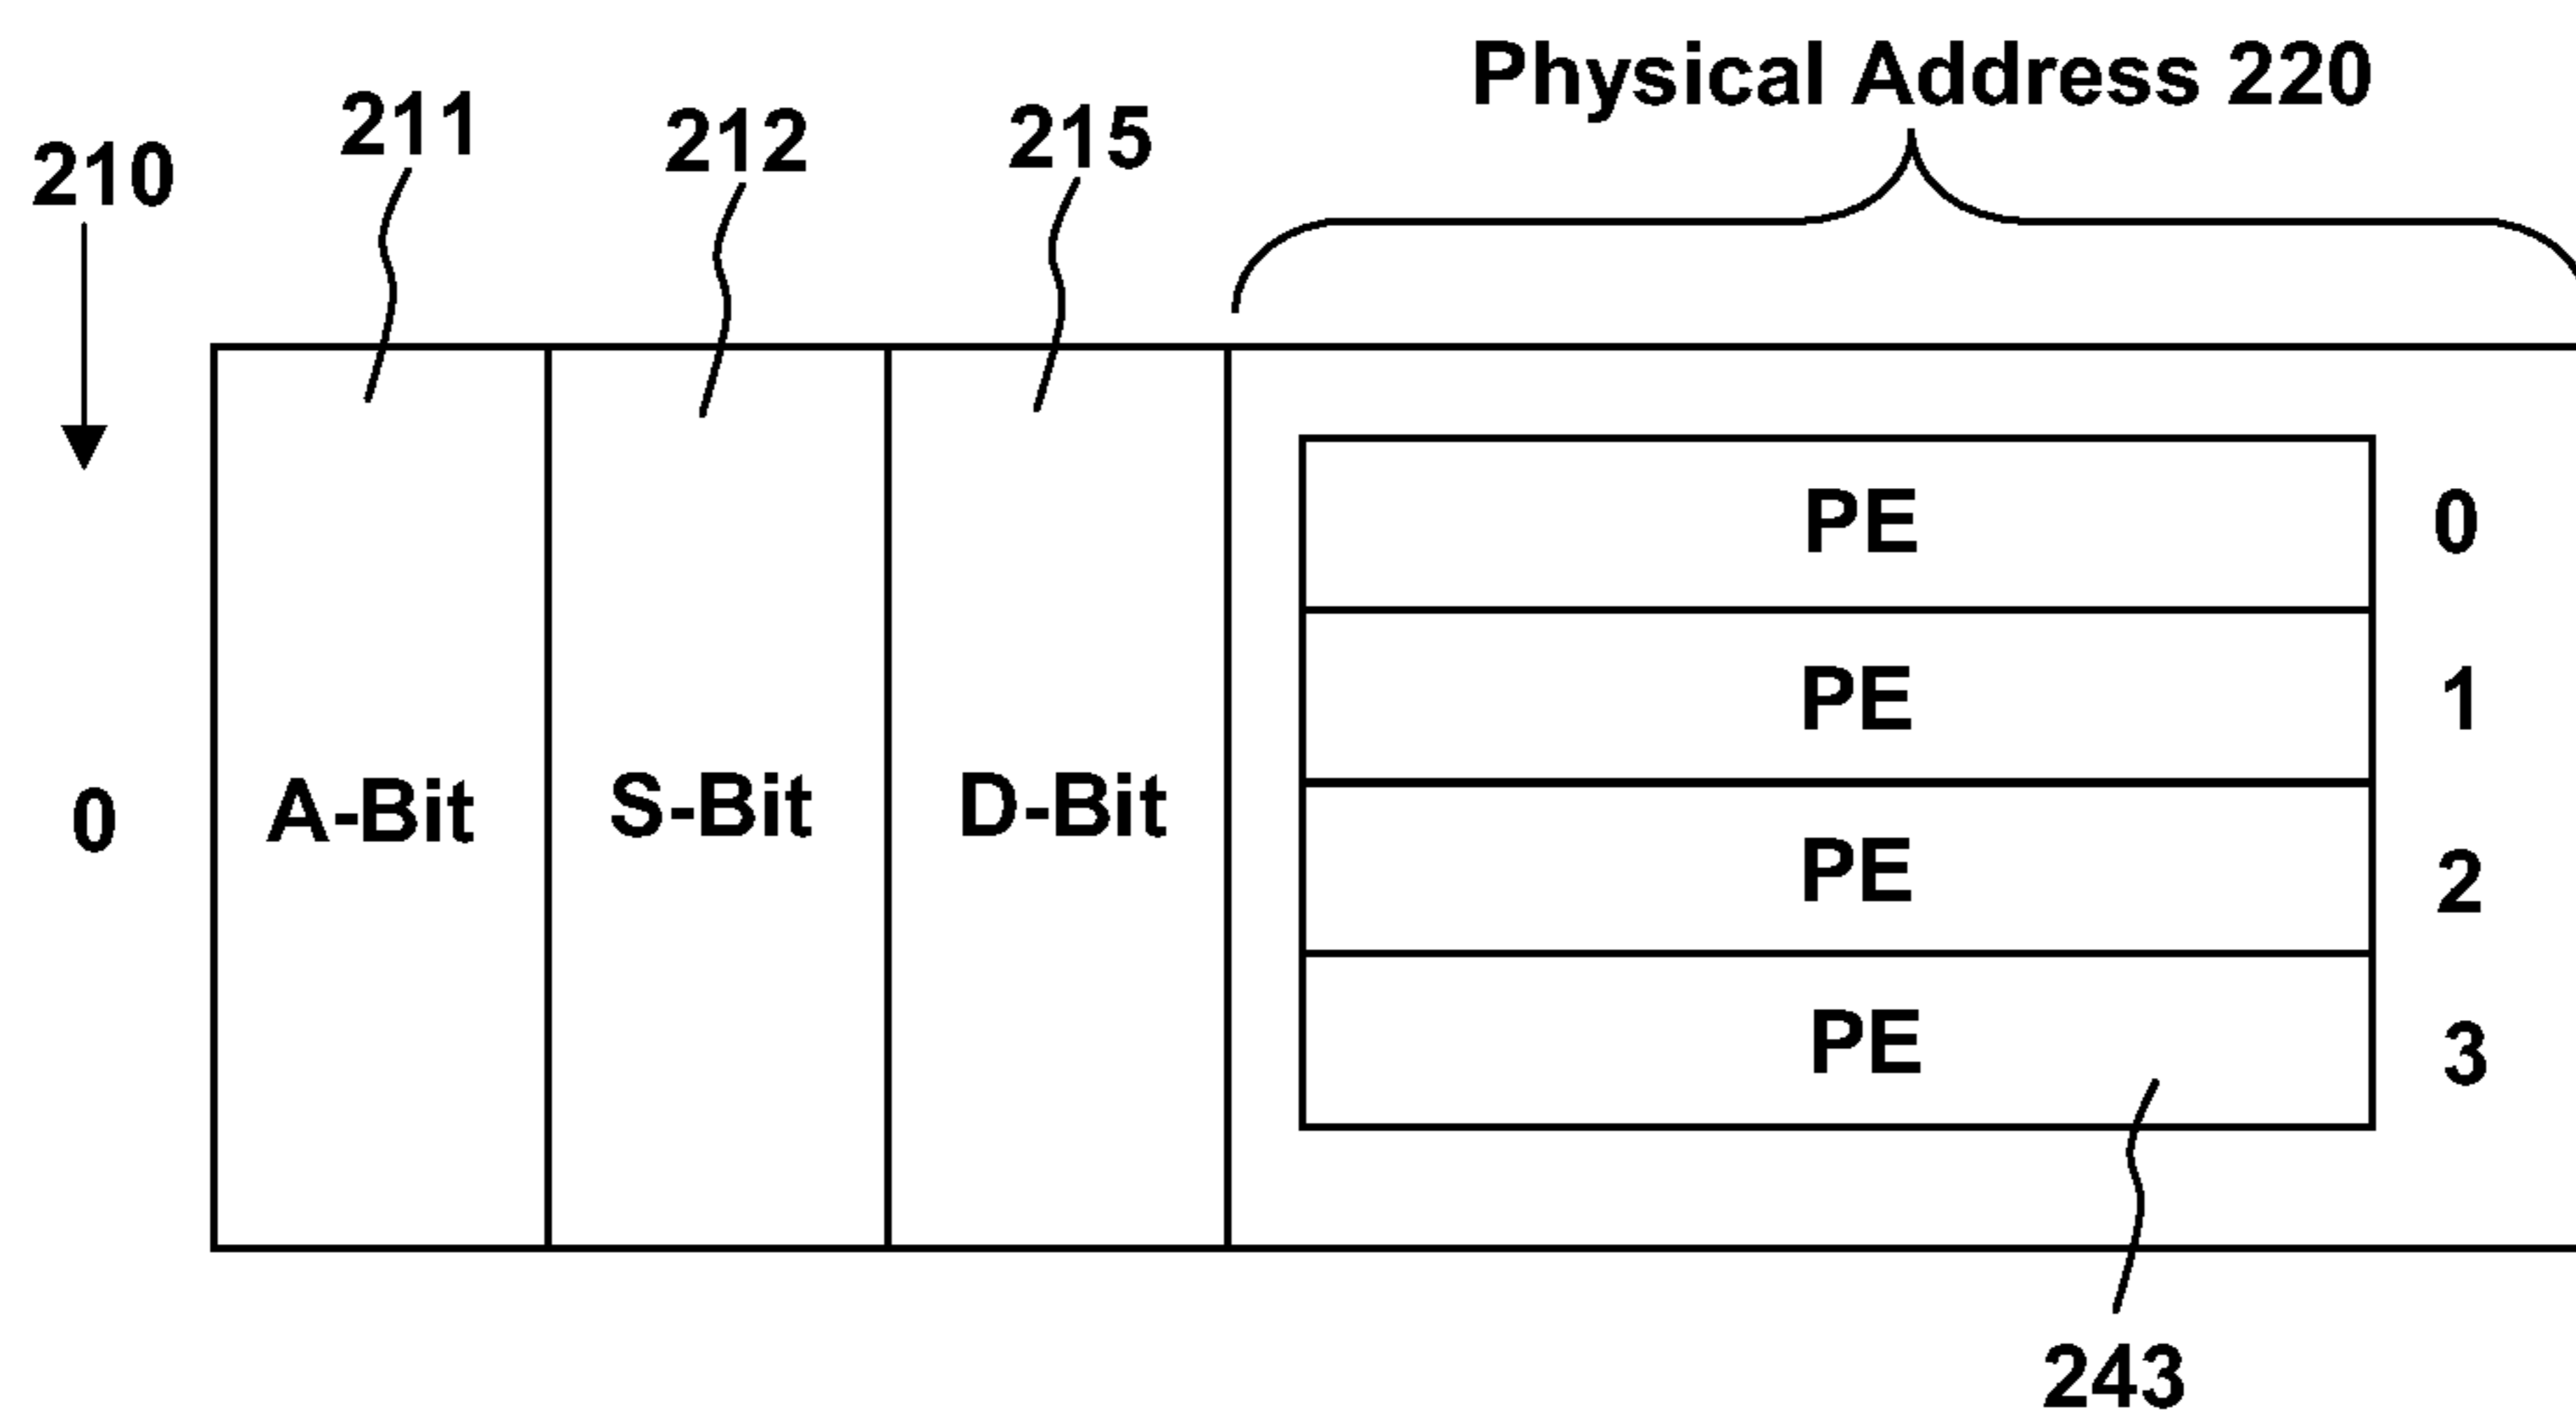 Physical Address 220
210 211 212 215
PE 0
PE 1
0 A-Bit S-Bit D-Bit
PE 2
PE 3
243